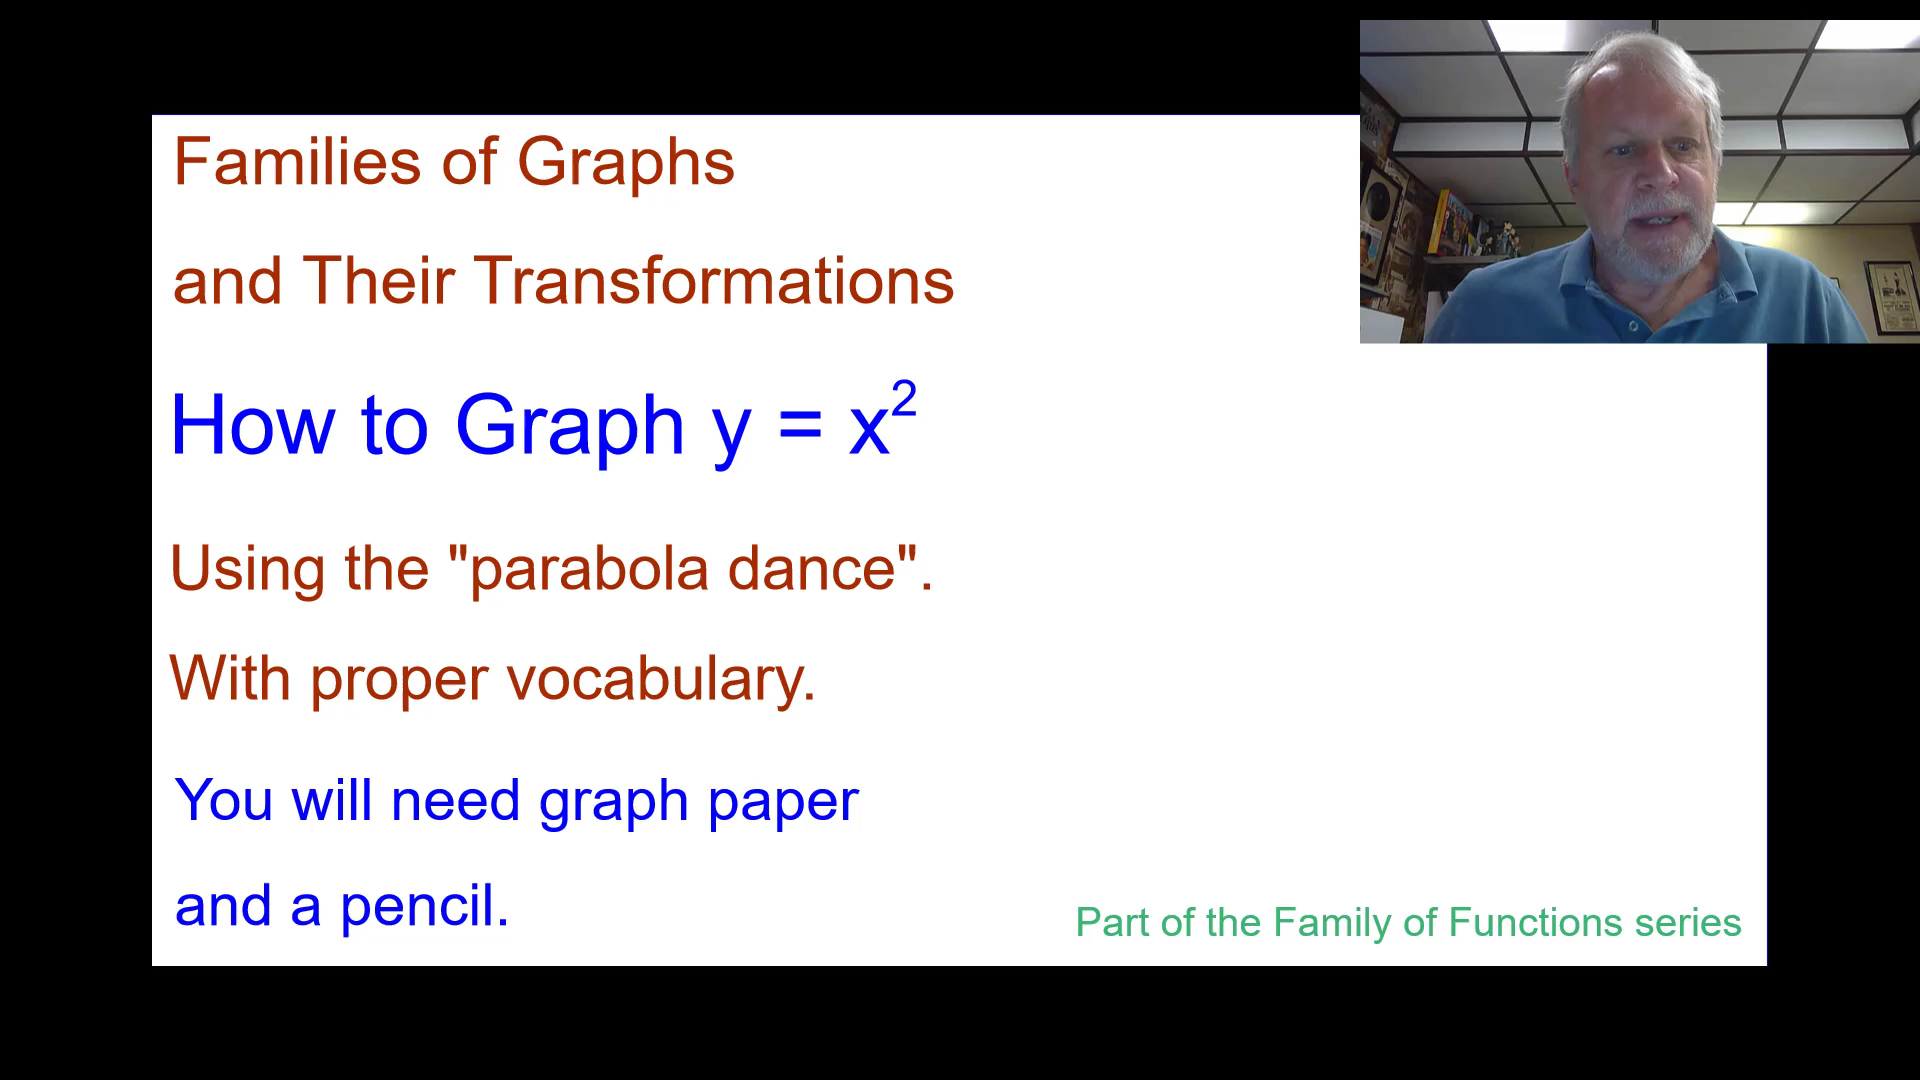 Families of Graphs
and Their Transformations
How to Graph y = x²
Using the "parabola dance".
With proper vocabulary.
You will need graph paper
and a pencil.
Part of the Family of Functions series